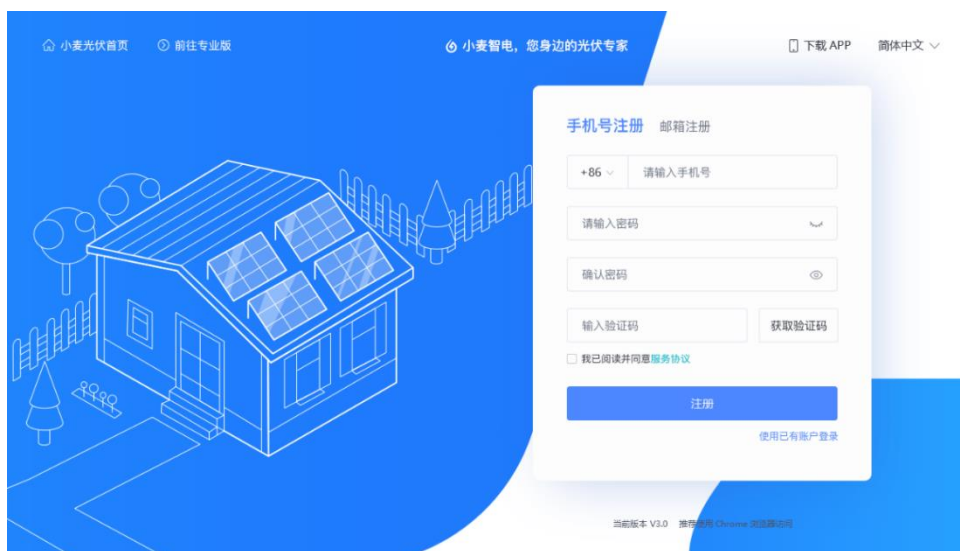 小麦光伏首页 前往专业版 小麦智电，您身边的光伏专家 下载 APP 简体中文
手机号注册 邮箱注册
+86 请输入手机号
请输入密码
确认密码
输入验证码 获取验证码
我已阅读并同意服务协议
注册
使用已有账户登录
当前版本 V3.0 推荐使用 Chrome 浏览器访问